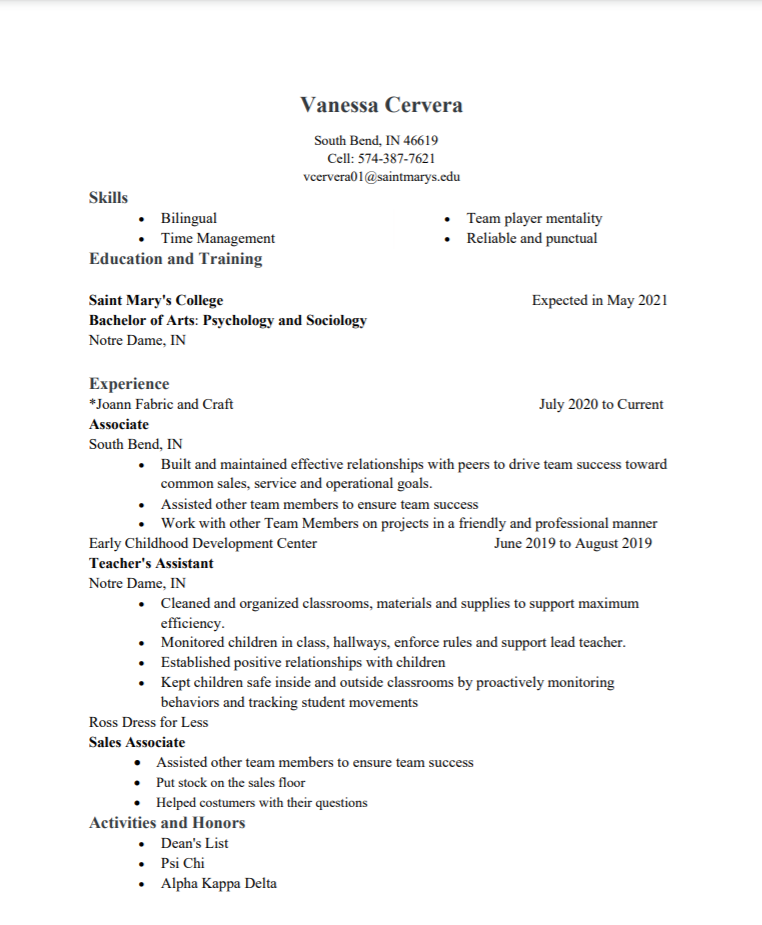 Vanessa Cervera
South Bend, IN 46619
Cell: 574-387-7621
vcervera01@saintmarys.edu
Skills
• Bilingual • Team player mentality
• Time Management • Reliable and punctual
Education and Training
Saint Mary's College Expected in May 2021
Bachelor of Arts: Psychology and Sociology
Notre Dame, IN
Experience
*Joann Fabric and Craft July 2020 to Current
Associate
South Bend, IN
• Built and maintained effective relationships with peers to drive team success toward
common sales, service and operational goals.
• Assisted other team members to ensure team success
• Work with other Team Members on projects in a friendly and professional manner
Early Childhood Development Center June 2019 to August 2019
Teacher's Assistant
Notre Dame, IN
• Cleaned and organized classrooms, materials and supplies to support maximum
efficiency.
• Monitored children in class, hallways, enforce rules and support lead teacher.
• Established positive relationships with children
• Kept children safe inside and outside classrooms by proactively monitoring
behaviors and tracking student movements
Ross Dress for Less
Sales Associate
• Assisted other team members to ensure team success
• Put stock on the sales floor
• Helped costumers with their questions
Activities and Honors
• Dean's List
• Psi Chi
• Alpha Kappa Delta